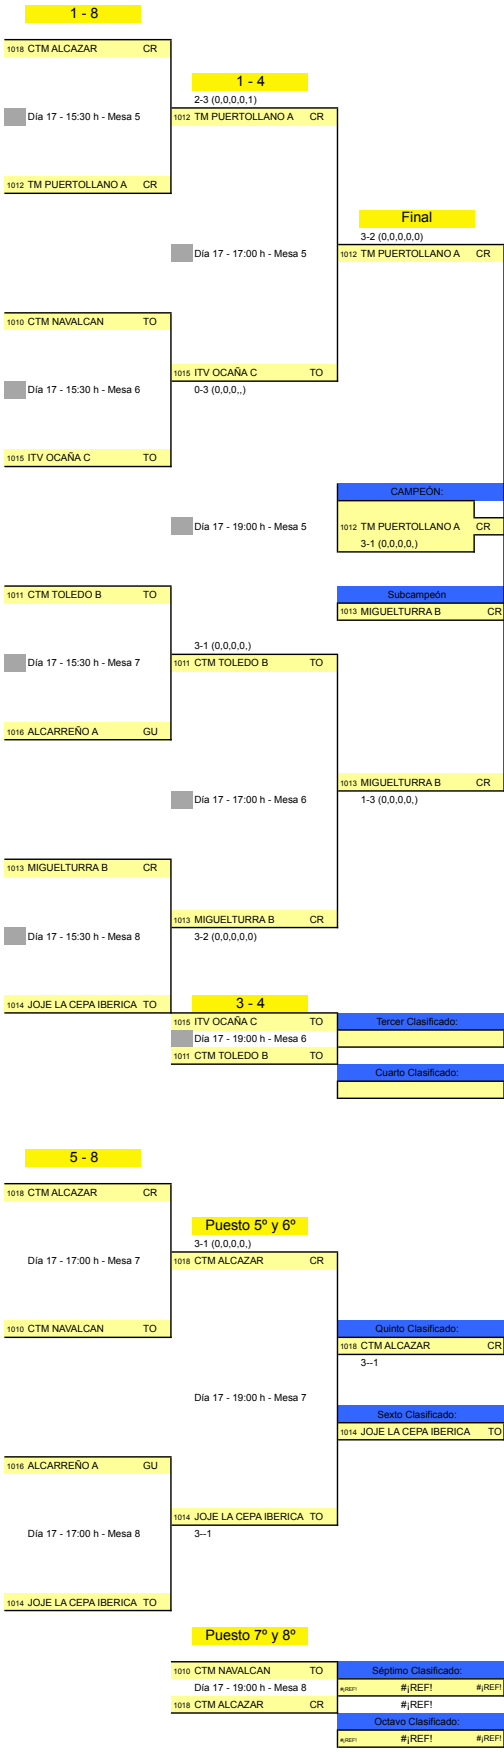 1 - 8
1018 CTM ALCAZAR CR
1 - 4
2-3 (0,0,0,0,1)
Día 17 - 15:30 h - Mesa 5
1012 TM PUERTOLLANO A CR
1012 TM PUERTOLLANO A CR
Final
3-2 (0,0,0,0,0)
Día 17 - 17:00 h - Mesa 5
1012 TM PUERTOLLANO A CR
1010 CTM NAVALCAN TO
1015 ITV OCAÑA C TO
Día 17 - 15:30 h - Mesa 6
0-3 (0,0,0,,)
1015 ITV OCAÑA C TO
CAMPEÓN:
Día 17 - 19:00 h - Mesa 5
1012 TM PUERTOLLANO A CR
3-1 (0,0,0,0,)
1011 CTM TOLEDO B TO
Subcampeón
1013 MIGUELTURRA B CR
3-1 (0,0,0,0,)
Día 17 - 15:30 h - Mesa 7
1011 CTM TOLEDO B TO
1016 ALCARREÑO A GU
1013 MIGUELTURRA B CR
Día 17 - 17:00 h - Mesa 6
1-3 (0,0,0,0,)
1013 MIGUELTURRA B CR
1013 MIGUELTURRA B CR
Día 17 - 15:30 h - Mesa 8
3-2 (0,0,0,0,0)
1014 JOJE LA CEPA IBERICA TO
3 - 4
1015 ITV OCAÑA C TO
Tercer Clasificado:
Día 17 - 19:00 h - Mesa 6
1011 CTM TOLEDO B TO
Cuarto Clasificado:
5 - 8
1018 CTM ALCAZAR CR
Puesto 5º y 6º
3-1 (0,0,0,0,)
Día 17 - 17:00 h - Mesa 7
1018 CTM ALCAZAR CR
1010 CTM NAVALCAN TO
Quinto Clasificado:
1018 CTM ALCAZAR CR
3--1
Día 17 - 19:00 h - Mesa 7
Sexto Clasificado:
1014 JOJE LA CEPA IBERICA TO
1016 ALCARREÑO A GU
1014 JOJE LA CEPA IBERICA TO
Día 17 - 17:00 h - Mesa 8
3--1
1014 JOJE LA CEPA IBERICA TO
Puesto 7º y 8º
1010 CTM NAVALCAN TO
Séptimo Clasificado:
Día 17 - 19:00 h - Mesa 8
#¡REF! #¡REF! #¡REF!
1018 CTM ALCAZAR CR
#¡REF!
Octavo Clasificado:
#¡REF! #¡REF! #¡REF!